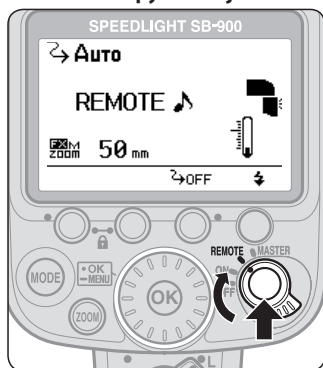 SPEEDLIGHT SB-900
AUTO
REMOTE ♪
FX M
ZOOM 50 mm
OFF
REMOTE MASTER
ON
OFF
MODE
OK
MENU
OK
ZOOM
L